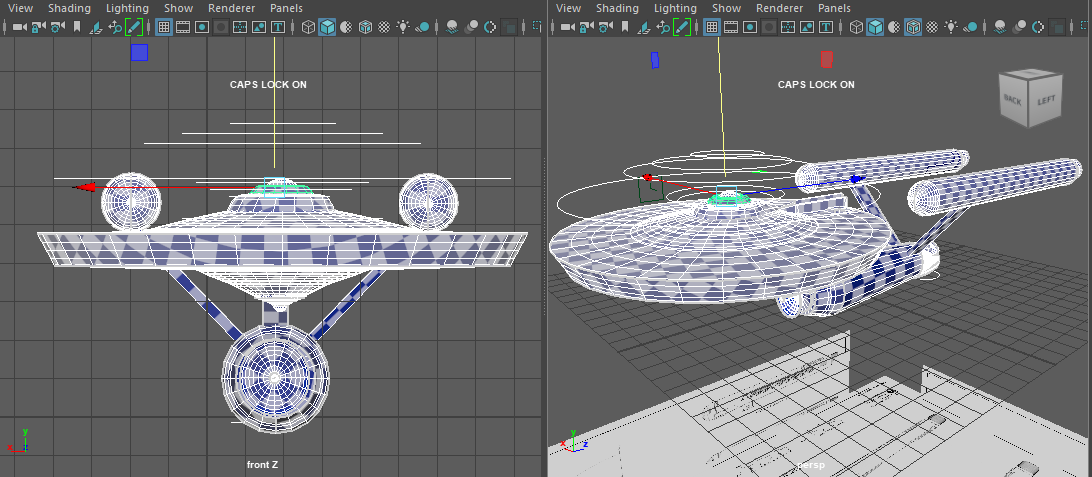 View Shading Lighting Show Renderer Panels
CAPS LOCK ON
y
x z
front Z
View Shading Lighting Show Renderer Panels
CAPS LOCK ON
BACK LEFT
y
x z
persp